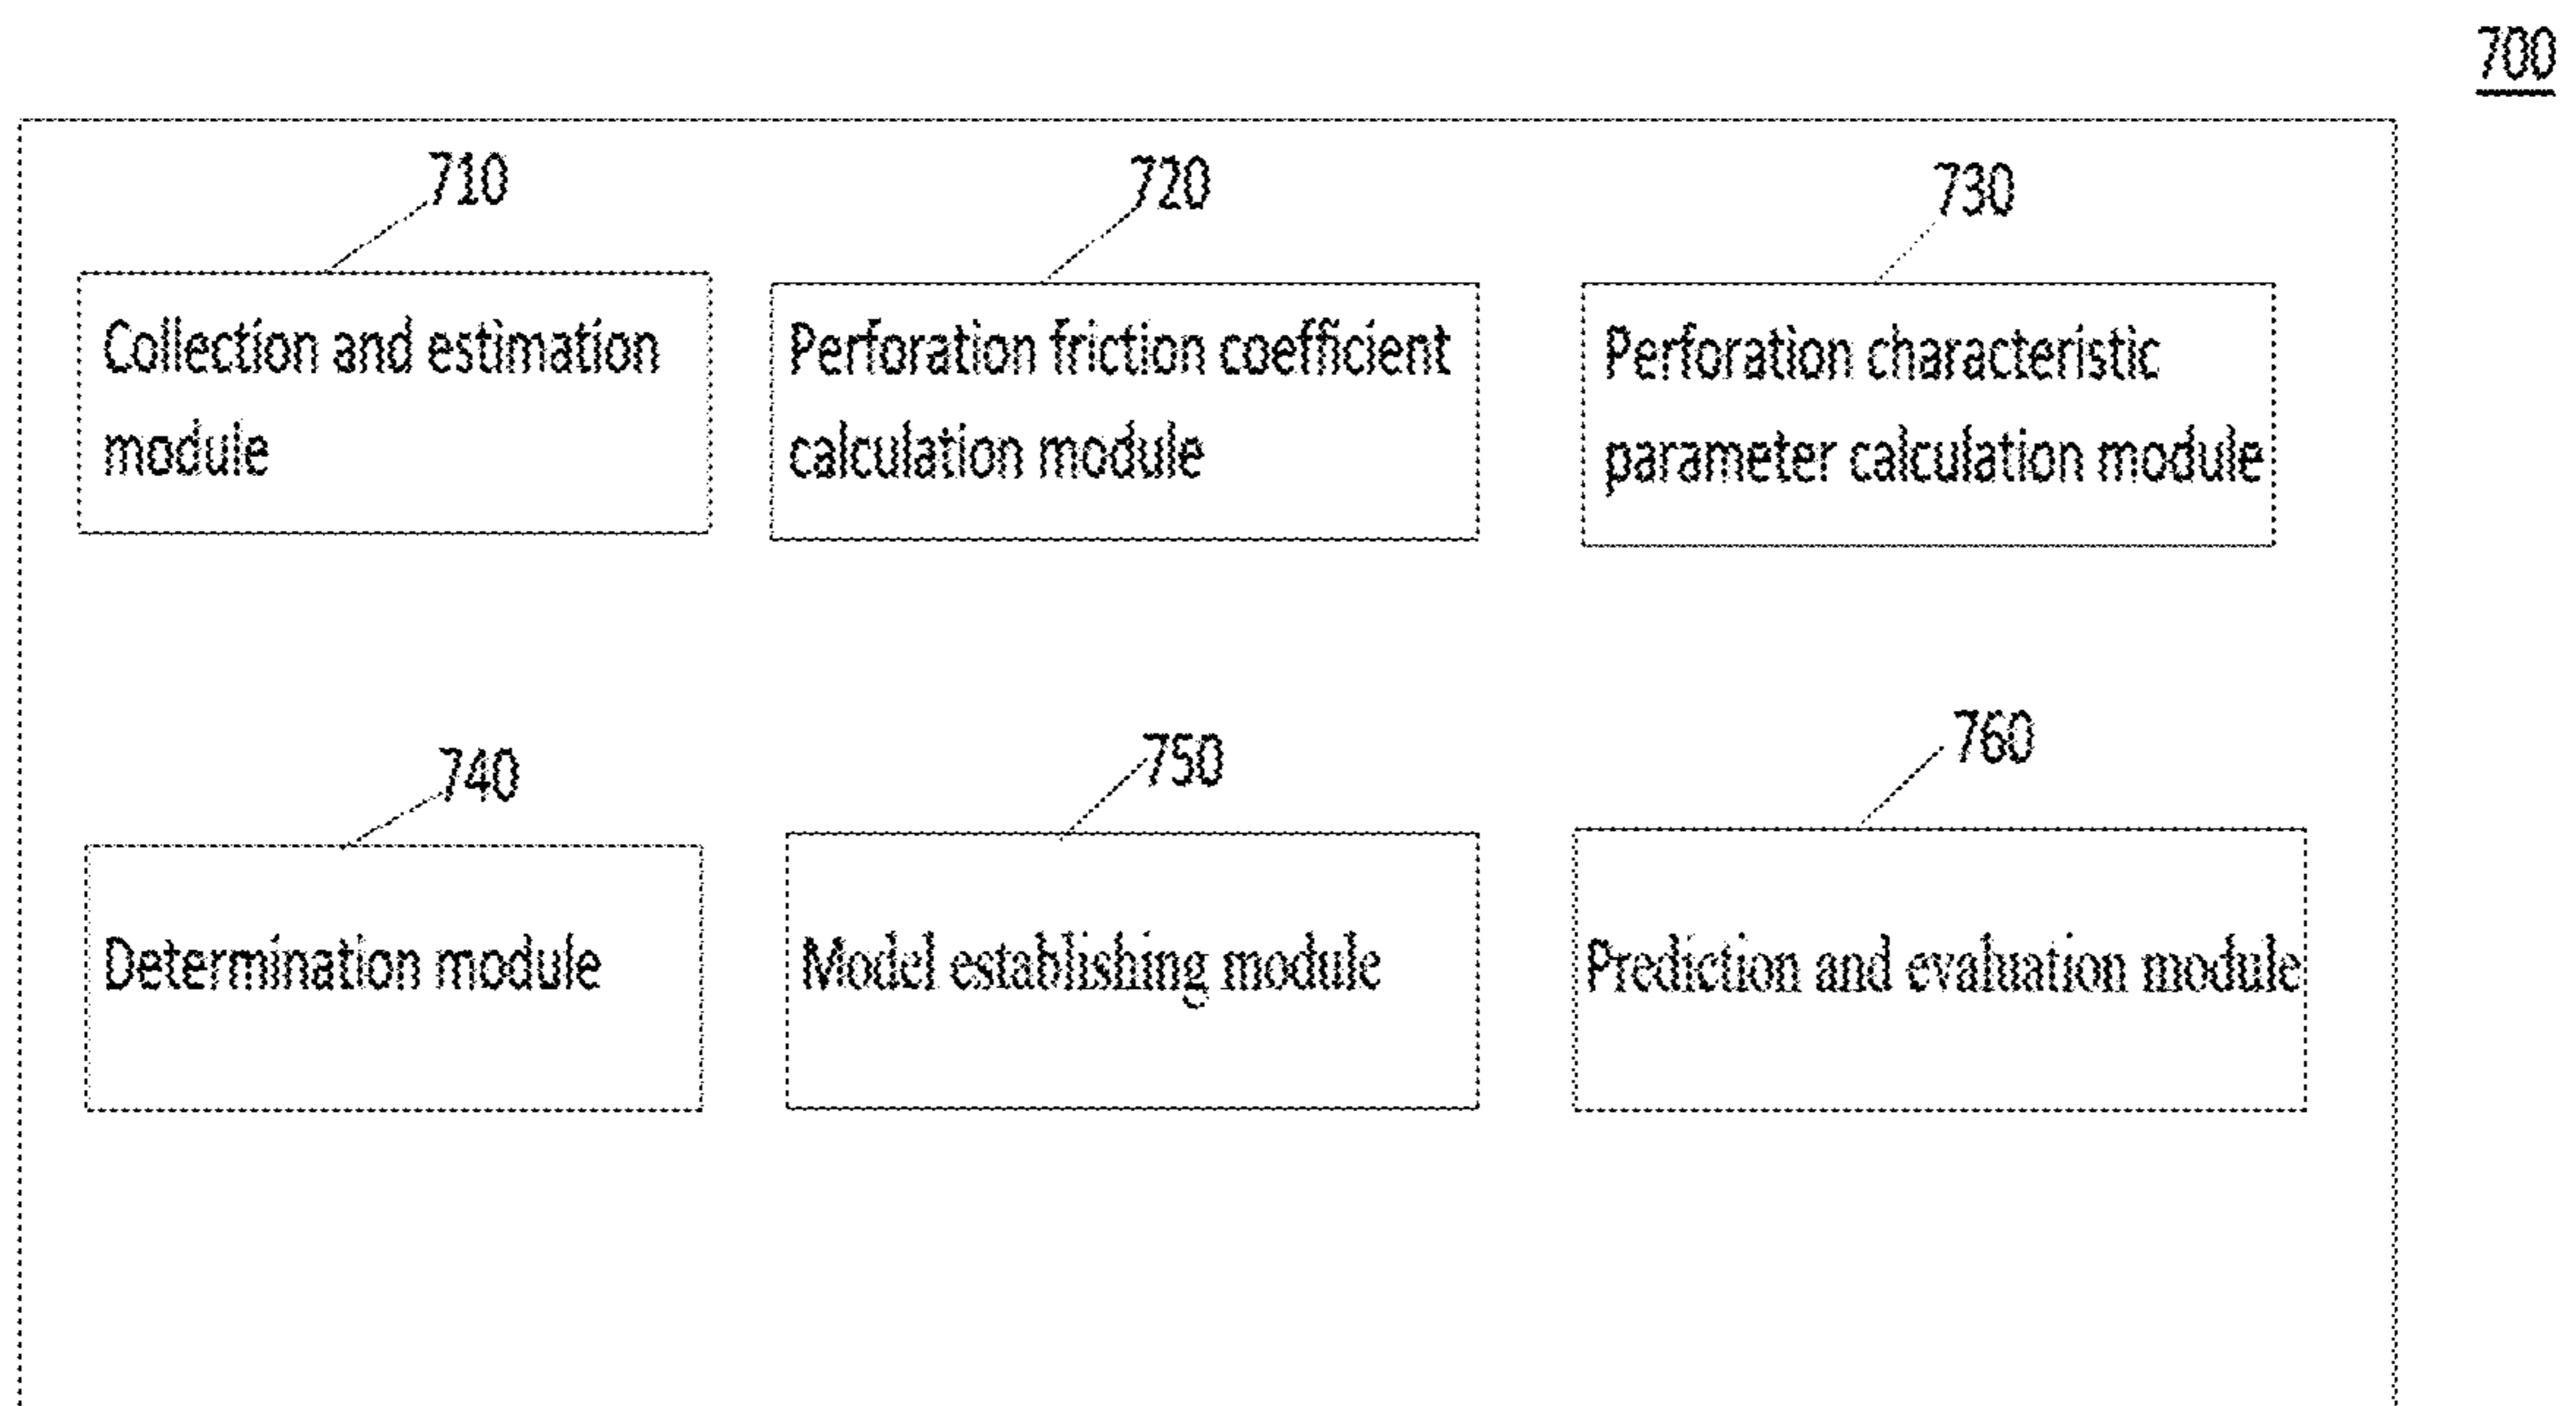 700
710
720
730
Collection and estimation
module
Perforation friction coefficient
calculation module
Perforation characteristic
parameter calculation module
740
750
760
Determination module
Model establishing module
Prediction and evaluation module